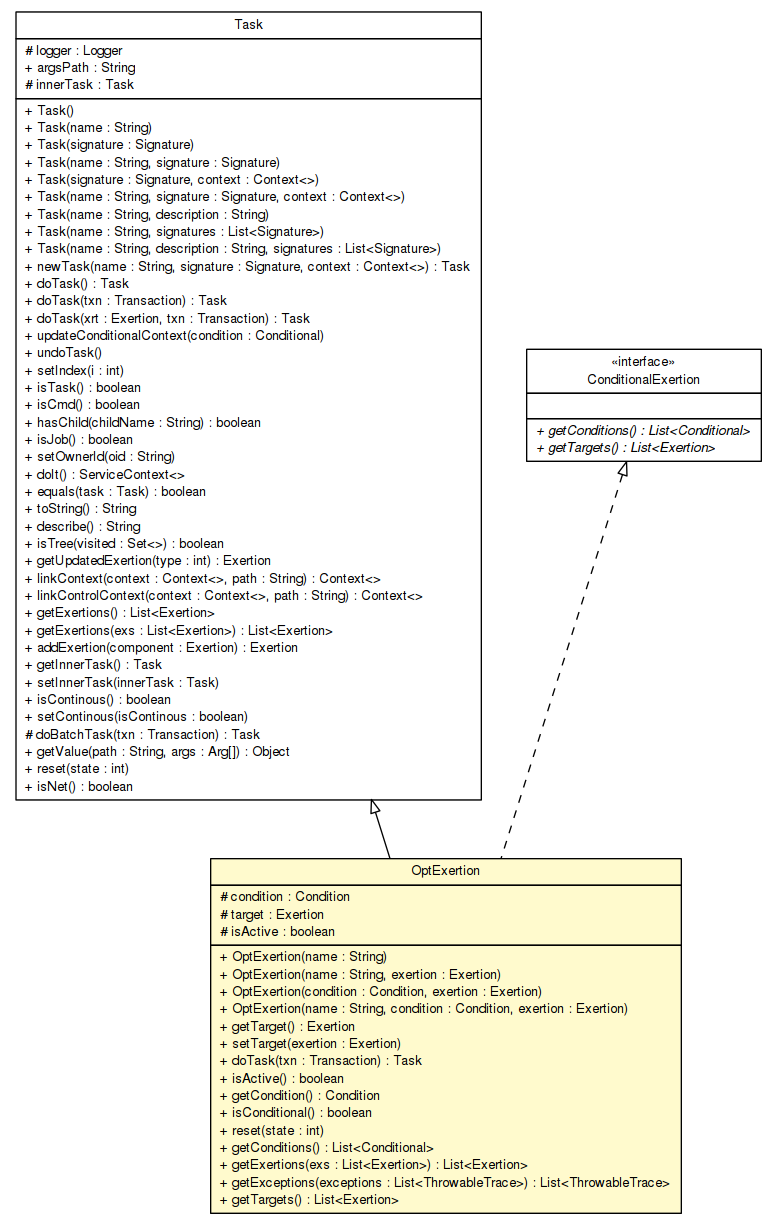 Task
# logger : Logger
+ argsPath : String
# innerTask : Task
+ Task()
+ Task(name : String)
+ Task(signature : Signature)
+ Task(name : String, signature : Signature)
+ Task(signature : Signature, context : Context<>)
+ Task(name : String, signature : Signature, context : Context<>)
+ Task(name : String, description : String)
+ Task(name : String, signatures : List<Signature>)
+ Task(name : String, description : String, signatures : List<Signature>)
+ newTask(name : String, signature : Signature, context : Context<>) : Task
+ doTask() : Task
+ doTask(txn : Transaction) : Task
+ doTask(xrt : Exertion, txn : Transaction) : Task
+ updateConditionalContext(condition : Conditional)
+ undoTask()
+ setIndex(i : int)
+ isTask() : boolean
+ isCmd() : boolean
+ hasChild(childName : String) : boolean
+ isJob() : boolean
+ setOwnerId(oid : String)
+ doIt() : ServiceContext<>
+ equals(task : Task) : boolean
+ toString() : String
+ describe() : String
+ isTree(visited : Set<>) : boolean
+ getUpdatedExertion(type : int) : Exertion
+ linkContext(context : Context<>, path : String) : Context<>
+ linkControlContext(context : Context<>, path : String) : Context<>
+ getExertions() : List<Exertion>
+ getExertions(exs : List<Exertion>) : List<Exertion>
+ addExertion(component : Exertion) : Exertion
+ getInnerTask() : Task
+ setInnerTask(innerTask : Task)
+ isContinous() : boolean
+ setContinous(isContinous : boolean)
# doBatchTask(txn : Transaction) : Task
+ getValue(path : String, args : Arg[]) : Object
+ reset(state : int)
+ isNet() : boolean
«interface»
ConditionalExertion
+ getConditions() : List<Conditional>
+ getTargets() : List<Exertion>
OptExertion
# condition : Condition
# target : Exertion
# isActive : boolean
+ OptExertion(name : String)
+ OptExertion(name : String, exertion : Exertion)
+ OptExertion(condition : Condition, exertion : Exertion)
+ OptExertion(name : String, condition : Condition, exertion : Exertion)
+ getTarget() : Exertion
+ setTarget(exertion : Exertion)
+ doTask(txn : Transaction) : Task
+ isActive() : boolean
+ getCondition() : Condition
+ isConditional() : boolean
+ reset(state : int)
+ getConditions() : List<Conditional>
+ getExertions(exs : List<Exertion>) : List<Exertion>
+ getExceptions(exceptions : List<ThrowableTrace>) : List<ThrowableTrace>
+ getTargets() : List<Exertion>